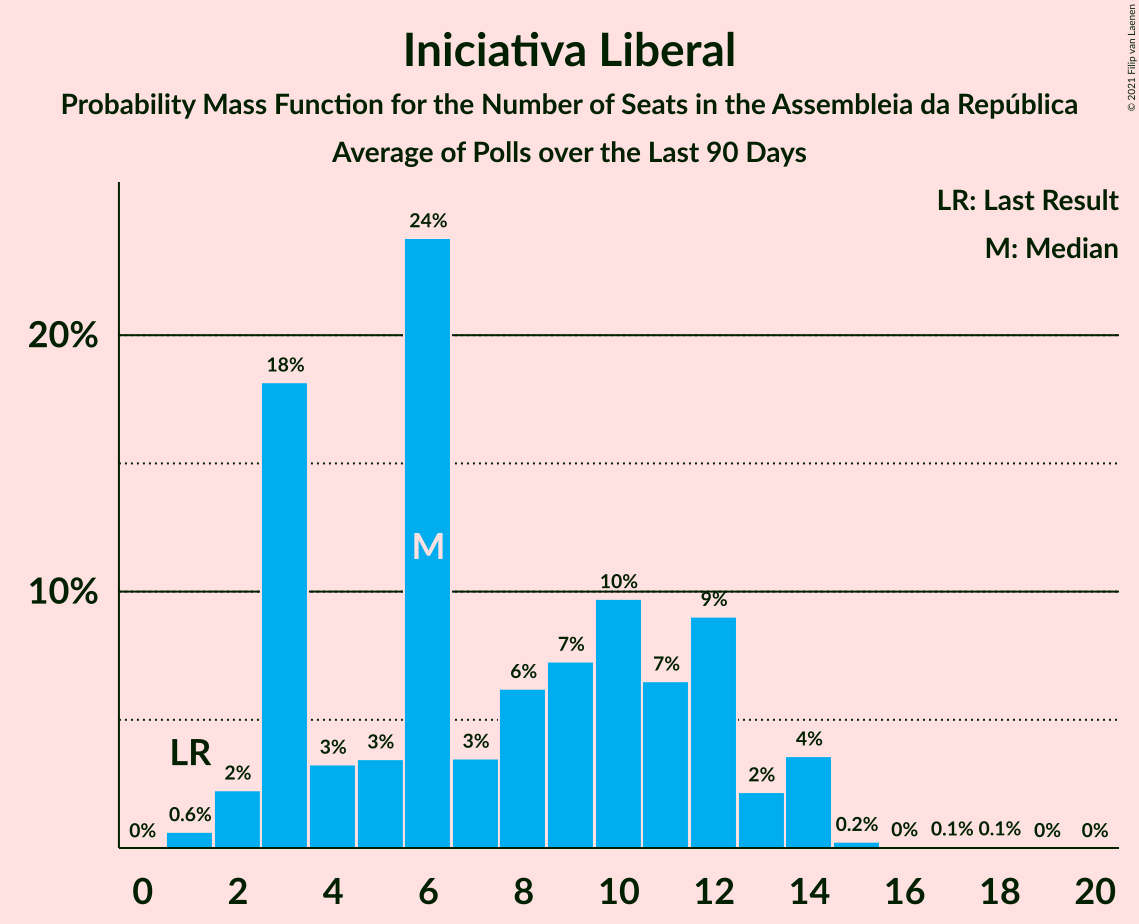 Iniciativa Liberal
Probability Mass Function for the Number of Seats in the Assembleia da República
Average of Polls over the Last 90 Days
© 2021 Filip van Laenen
LR: Last Result
M: Median
20%
10%
0%
0.6%
LR
2%
18%
3%
3%
24%
M
3%
6%
7%
10%
7%
9%
2%
4%
0.2%
0%
0.1%
0.1%
0%
0%
0 2 4 6 8 10 12 14 16 18 20